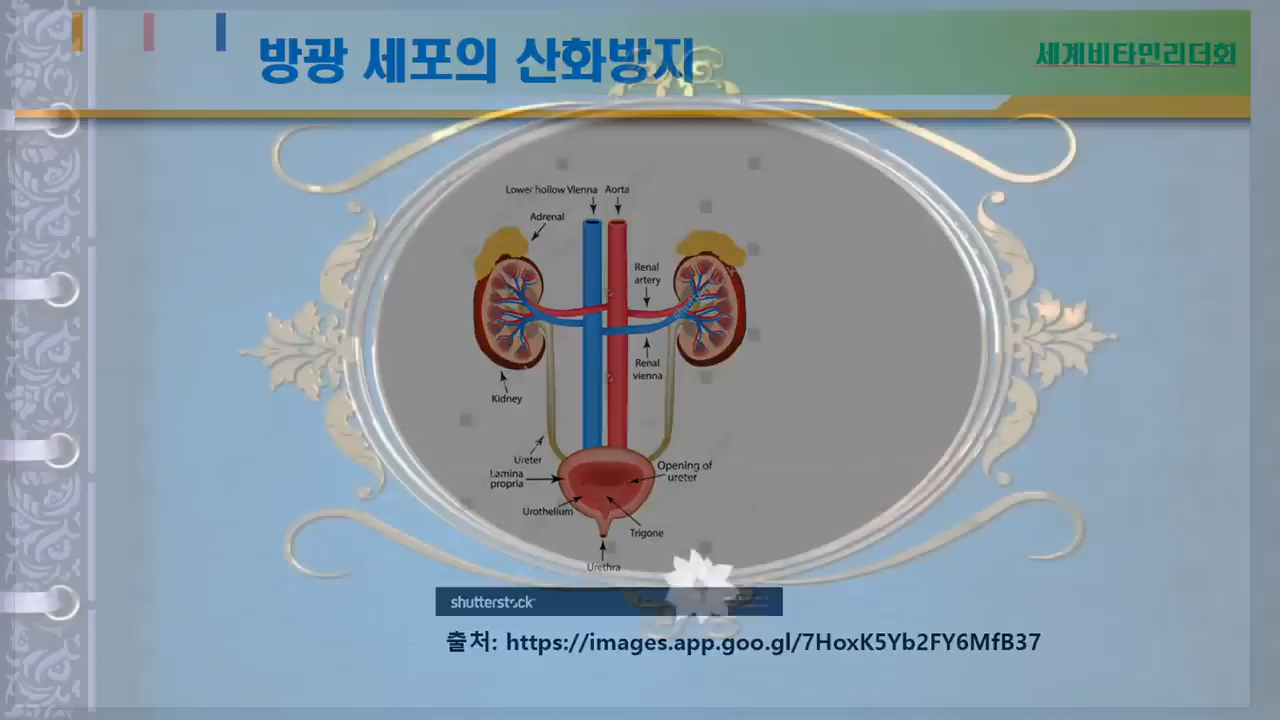 방광 세포의 산화방지
세계비타민리더회
Lower hollow Vienna
Aorta
Adrenal
Renal
artery
Renal
vienna
Kidney
Ureter
Lamina
propria
Opening of
ureter
Urothelium
Trigone
Urethra
shutterstock
출처: https://images.app.goo.gl/7HoxK5Yb2FY6MfB37